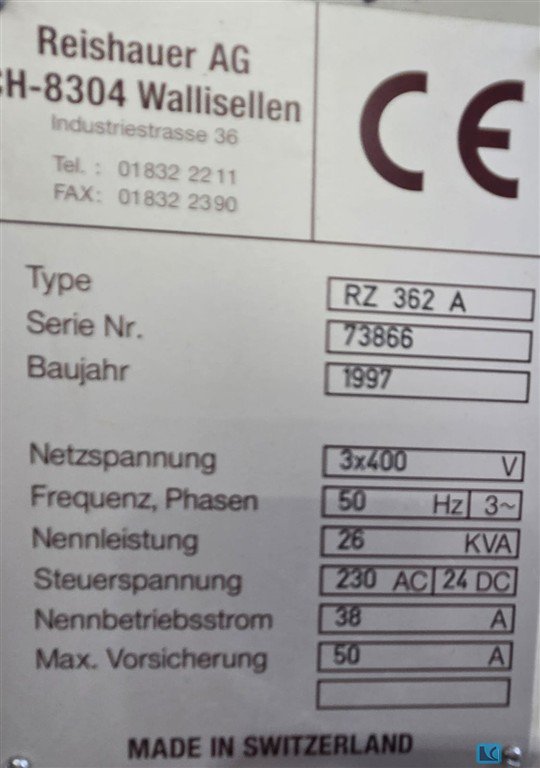 Reishauer AG
CH-8304 Wallisellen
Industriestrasse 36
Tel. : 01832 2211
FAX: 01832 2390
CE
Type RZ 362 A
Serie Nr. 73866
Baujahr 1997
Netzspannung 3x400 V
Frequenz, Phasen 50 Hz 3~
Nennleistung 26 KVA
Steuerspannung 230 AC 24 DC
Nennbetriebsstrom 38 A
Max. Vorsicherung 50 A
MADE IN SWITZERLAND